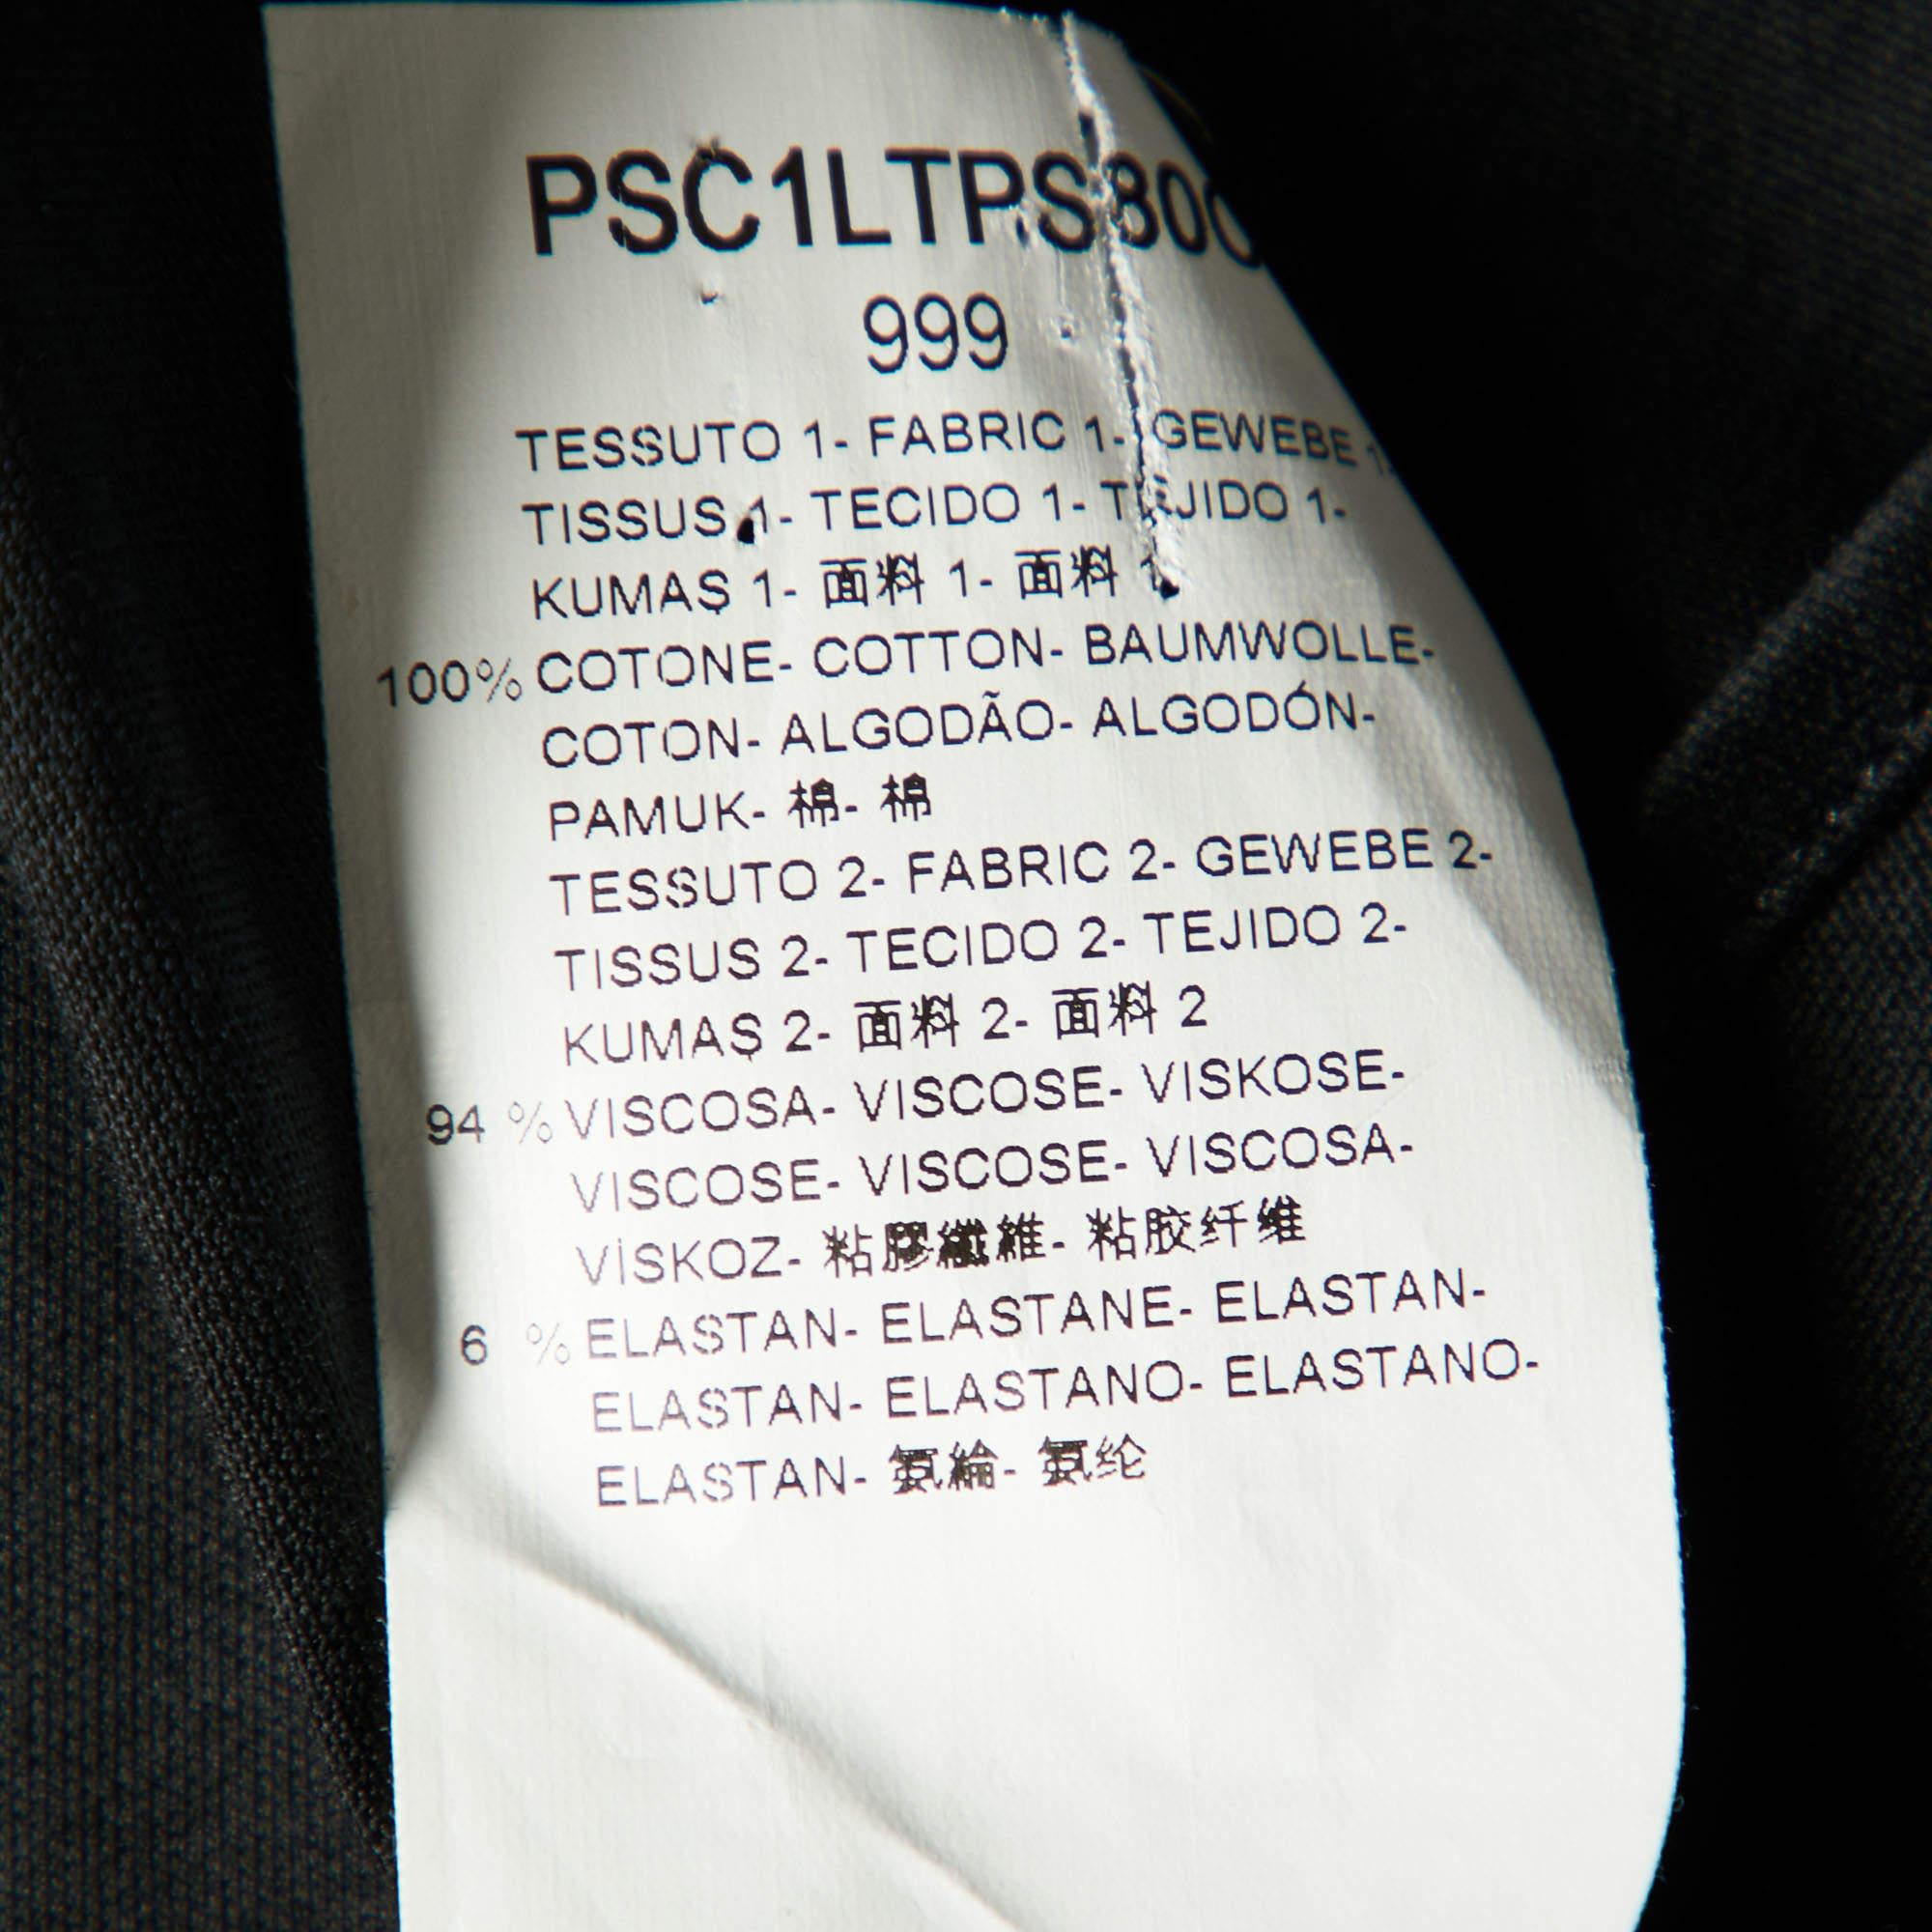 PSC1LTPS800
999
TESSUTO 1- FABRIC 1- GEWEBE 1-
TISSUS 1- TECIDO 1- TEJIDO 1-
KUMAŞ 1- 面料 1- 面料 1
100% COTONE- COTTON- BAUMWOLLE-
COTON- ALGODÃO- ALGODÓN-
PAMUK- 棉- 棉
TESSUTO 2- FABRIC 2- GEWEBE 2-
TISSUS 2- TECIDO 2- TEJIDO 2-
KUMAŞ 2- 面料 2- 面料 2
94 % VISCOSA- VISCOSE- VISKOSE-
VISCOSE- VISCOSE- VISCOSA-
VİSKOZ- 粘膠纖維- 粘胶纤维
6 % ELASTAN- ELASTANE- ELASTAN-
ELASTAN- ELASTANO- ELASTANO-
ELASTAN- 氨綸- 氨纶